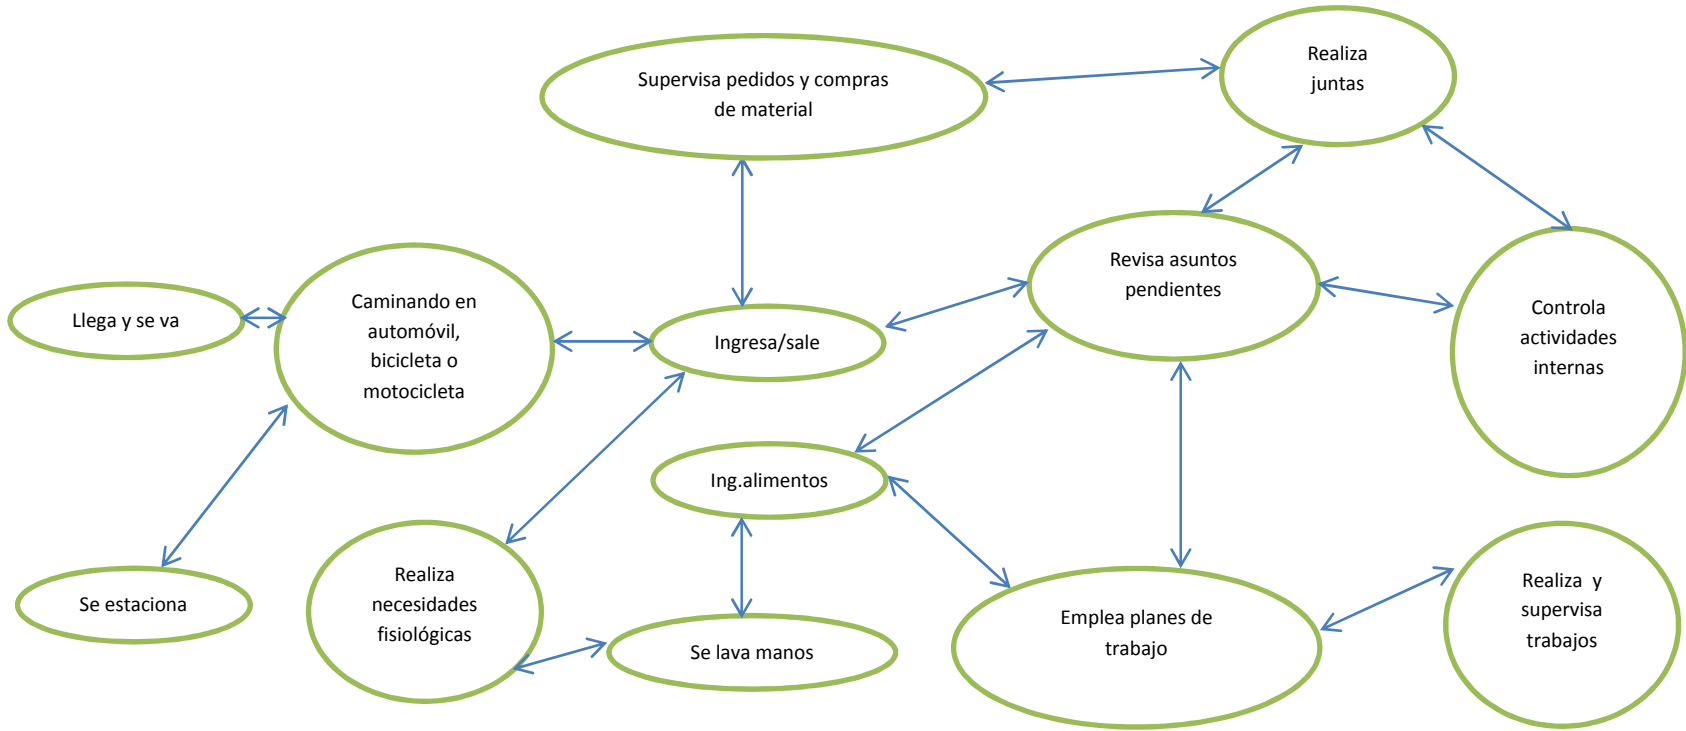 Supervisa pedidos y compras
de material
Realiza
juntas
Llega y se va
Caminando en
automóvil,
bicicleta o
motocicleta
Ingresa/sale
Revisa asuntos
pendientes
Controla
actividades
internas
Ing.alimentos
Se estaciona
Realiza
necesidades
fisiológicas
Se lava manos
Emplea planes de
trabajo
Realiza  y
supervisa
trabajos